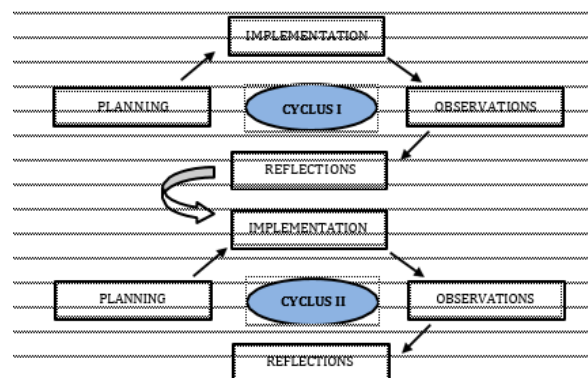 IMPLEMENTATION
PLANNING
CYCLUS I
OBSERVATIONS
REFLECTIONS
IMPLEMENTATION
PLANNING
CYCLUS II
OBSERVATIONS
REFLECTIONS